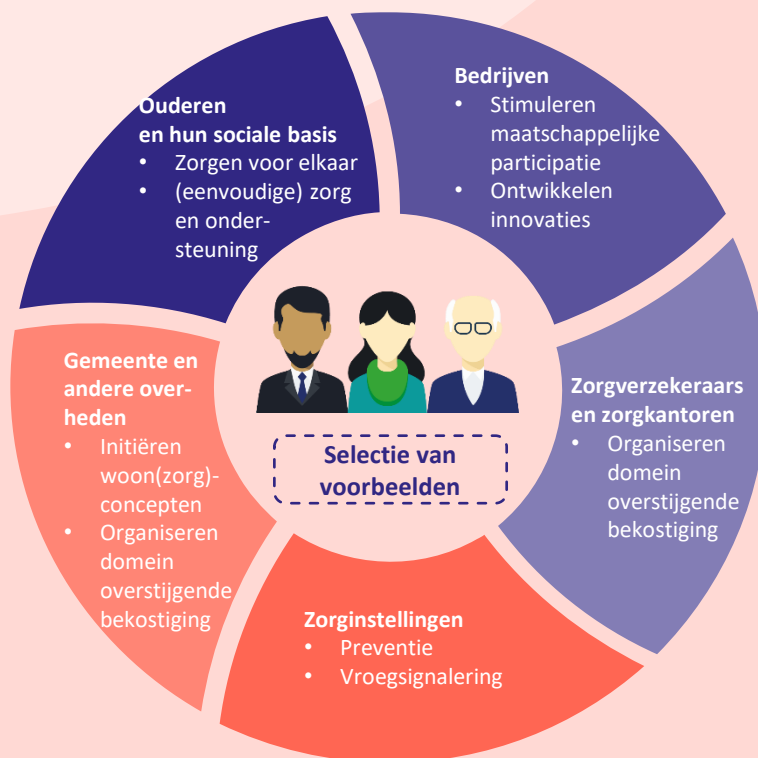 Ouderen
en hun sociale basis
• Zorgen voor elkaar
• (eenvoudige) zorg
en onder-
steuning
Bedrijven
• Stimuleren
maatschappelijke
participatie
• Ontwikkelen
innovaties
Zorgverzekeraars
en zorgkantoren
• Organiseren
domein
overstijgende
bekostiging
Zorginstellingen
• Preventie
• Vroegsignalering
Gemeente en
andere over-
heden
• Initiëren
woon(zorg)-
concepten
• Organiseren
domein
overstijgende
bekostiging
Selectie van
voorbeelden